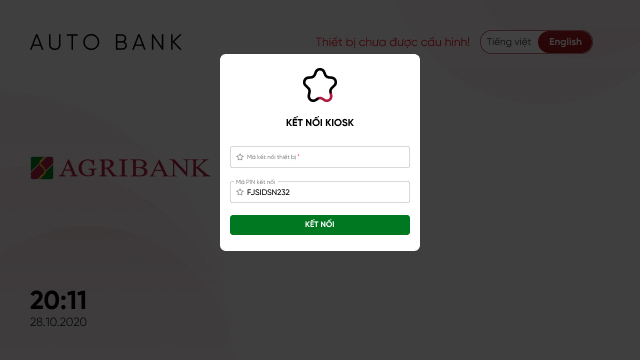 AUTO BANK
Thiết bị chưa được cấu hình!
Tiếng việt
English
KẾT NỐI KIOSK
Mã kết nối thiết bị *
AGRIBANK
Mã PIN kết nối
FJSIDSN232
KẾT NỐI
20:11
28.10.2020